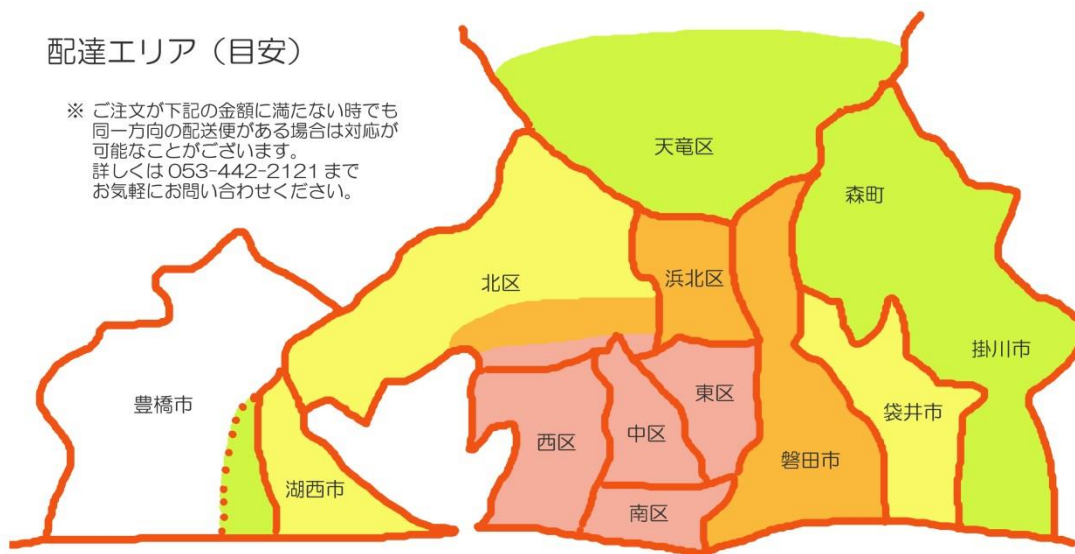 配達エリア（目安）
※ ご注文が下記の金額に満たない時でも
同一方向の配送便がある場合は対応が
可能なことがございます。
詳しくは 053-442-2121 まで
お気軽にお問い合わせください。
天竜区
森町
北区
浜北区
掛川市
豊橋市
東区
袋井市
西区
中区
磐田市
湖西市
南区